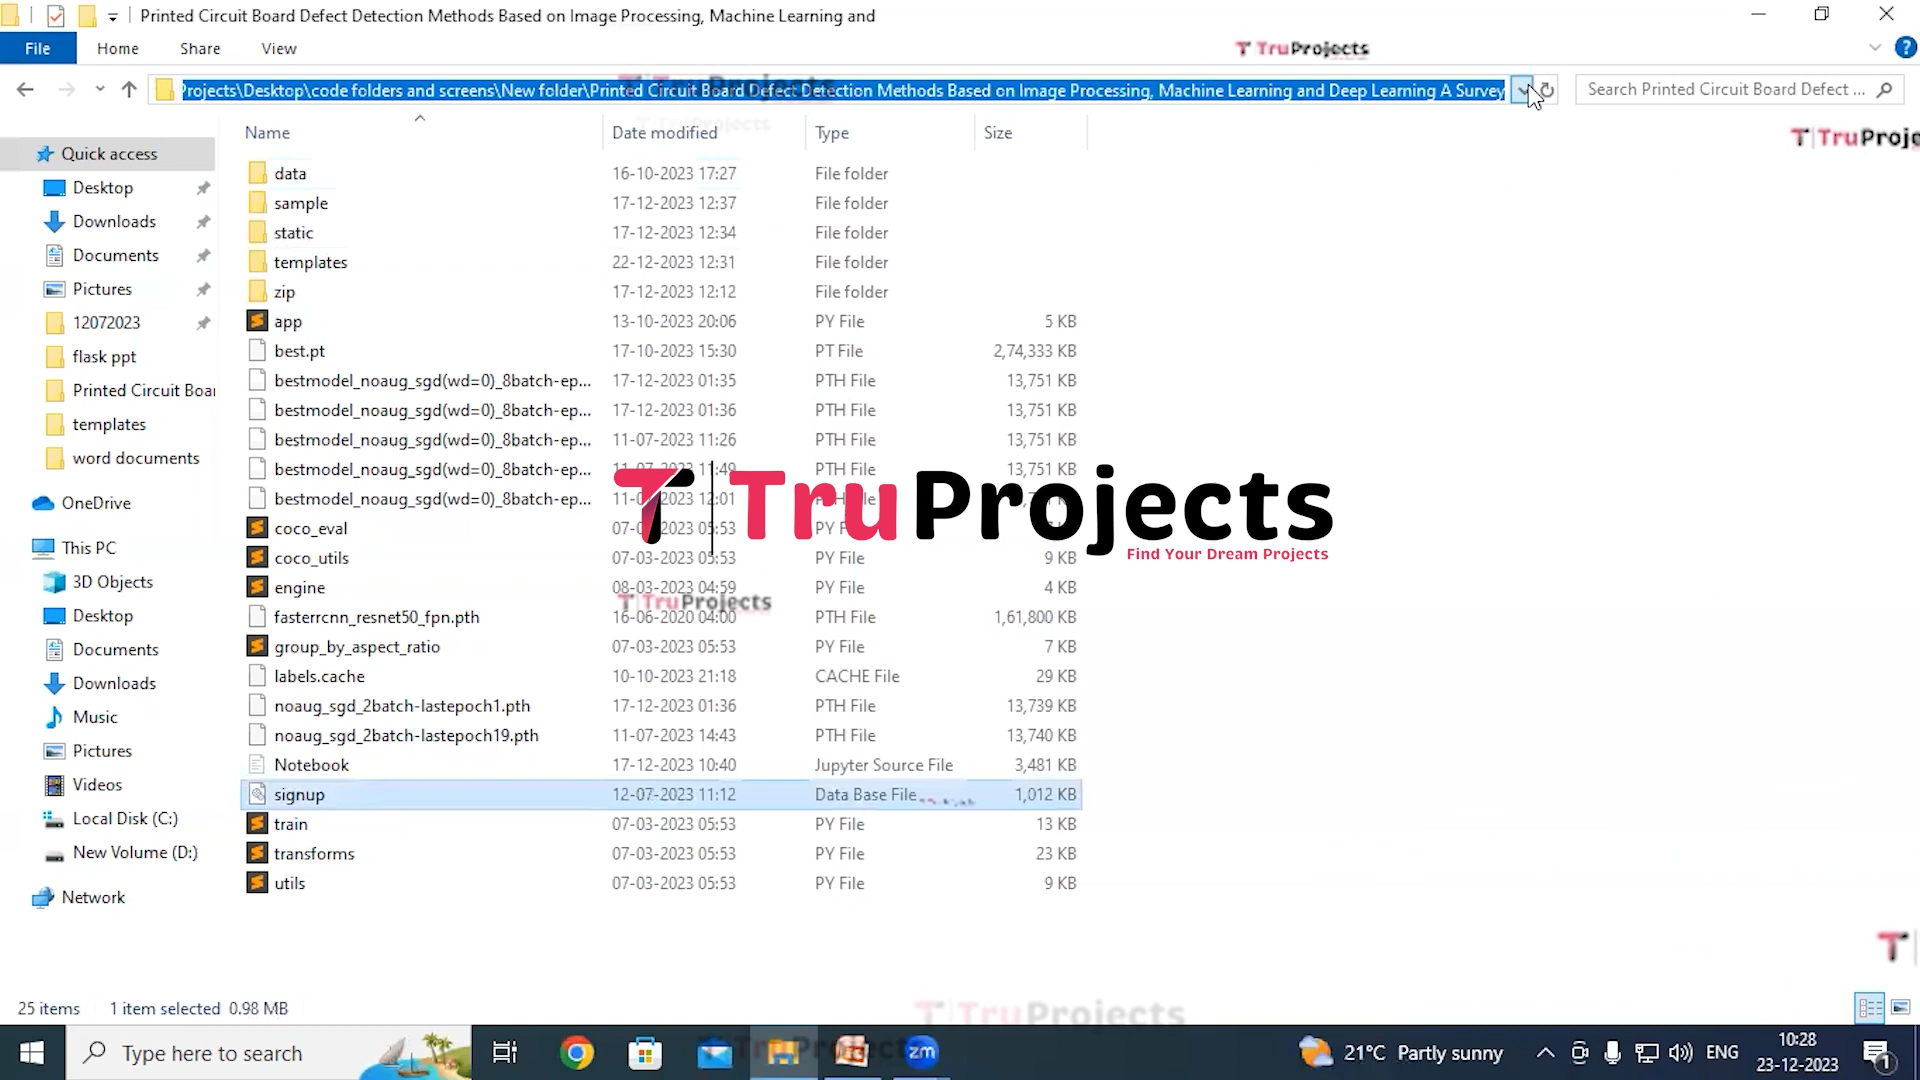 Printed Circuit Board Defect Detection Methods Based on Image Processing, Machine Learning and
File Home Share View
TruProjects
Projects\Desktop\code folders and screens\New folder\Printed Circuit Board Defect Detection Methods Based on Image Processing, Machine Learning and Deep Learning A Survey
Search Printed Circuit Board Defect ...
TruProje
Name Date modified Type Size
Quick access
Desktop
Downloads
Documents
Pictures
12072023
flask ppt
Printed Circuit Boar
templates
word documents
OneDrive
This PC
3D Objects
Desktop
Documents
Downloads
Music
Pictures
Videos
Local Disk (C:)
New Volume (D:)
Network
data 16-10-2023 17:27 File folder
sample 17-12-2023 12:37 File folder
static 17-12-2023 12:34 File folder
templates 22-12-2023 12:31 File folder
zip 17-12-2023 12:12 File folder
app 13-10-2023 20:06 PY File 5 KB
best.pt 17-10-2023 15:30 PT File 2,74,333 KB
bestmodel_noaug_sgd(wd=0)_8batch-ep... 17-12-2023 01:35 PTH File 13,751 KB
bestmodel_noaug_sgd(wd=0)_8batch-ep... 17-12-2023 01:36 PTH File 13,751 KB
bestmodel_noaug_sgd(wd=0)_8batch-ep... 11-07-2023 11:26 PTH File 13,751 KB
bestmodel_noaug_sgd(wd=0)_8batch-ep... 11-07-2023 11:49 PTH File 13,751 KB
bestmodel_noaug_sgd(wd=0)_8batch-ep... 12:01
coco_eval 05:53
coco_utils 07-03-2023 05:53 PY File 9 KB
engine 08-03-2023 04:59 PY File 4 KB
fasterrcnn_resnet50_fpn.pth 16-06-2020 04:00 PTH File 1,61,800 KB
group_by_aspect_ratio 07-03-2023 05:53 PY File 7 KB
labels.cache 10-10-2023 21:18 CACHE File 29 KB
noaug_sgd_2batch-lastepoch1.pth 17-12-2023 01:36 PTH File 13,739 KB
noaug_sgd_2batch-lastepoch19.pth 11-07-2023 14:43 PTH File 13,740 KB
Notebook 17-12-2023 10:40 Jupyter Source File 3,481 KB
signup 12-07-2023 11:12 Data Base File 1,012 KB
train 07-03-2023 05:53 PY File 13 KB
transforms 07-03-2023 05:53 PY File 23 KB
utils 07-03-2023 05:53 PY File 9 KB
TruProjects
Find Your Dream Projects
TruProjects
25 items 1 item selected 0.98 MB
TruProjects
Type here to search
zm
21°C Partly sunny
ENG
10:28
23-12-2023
1